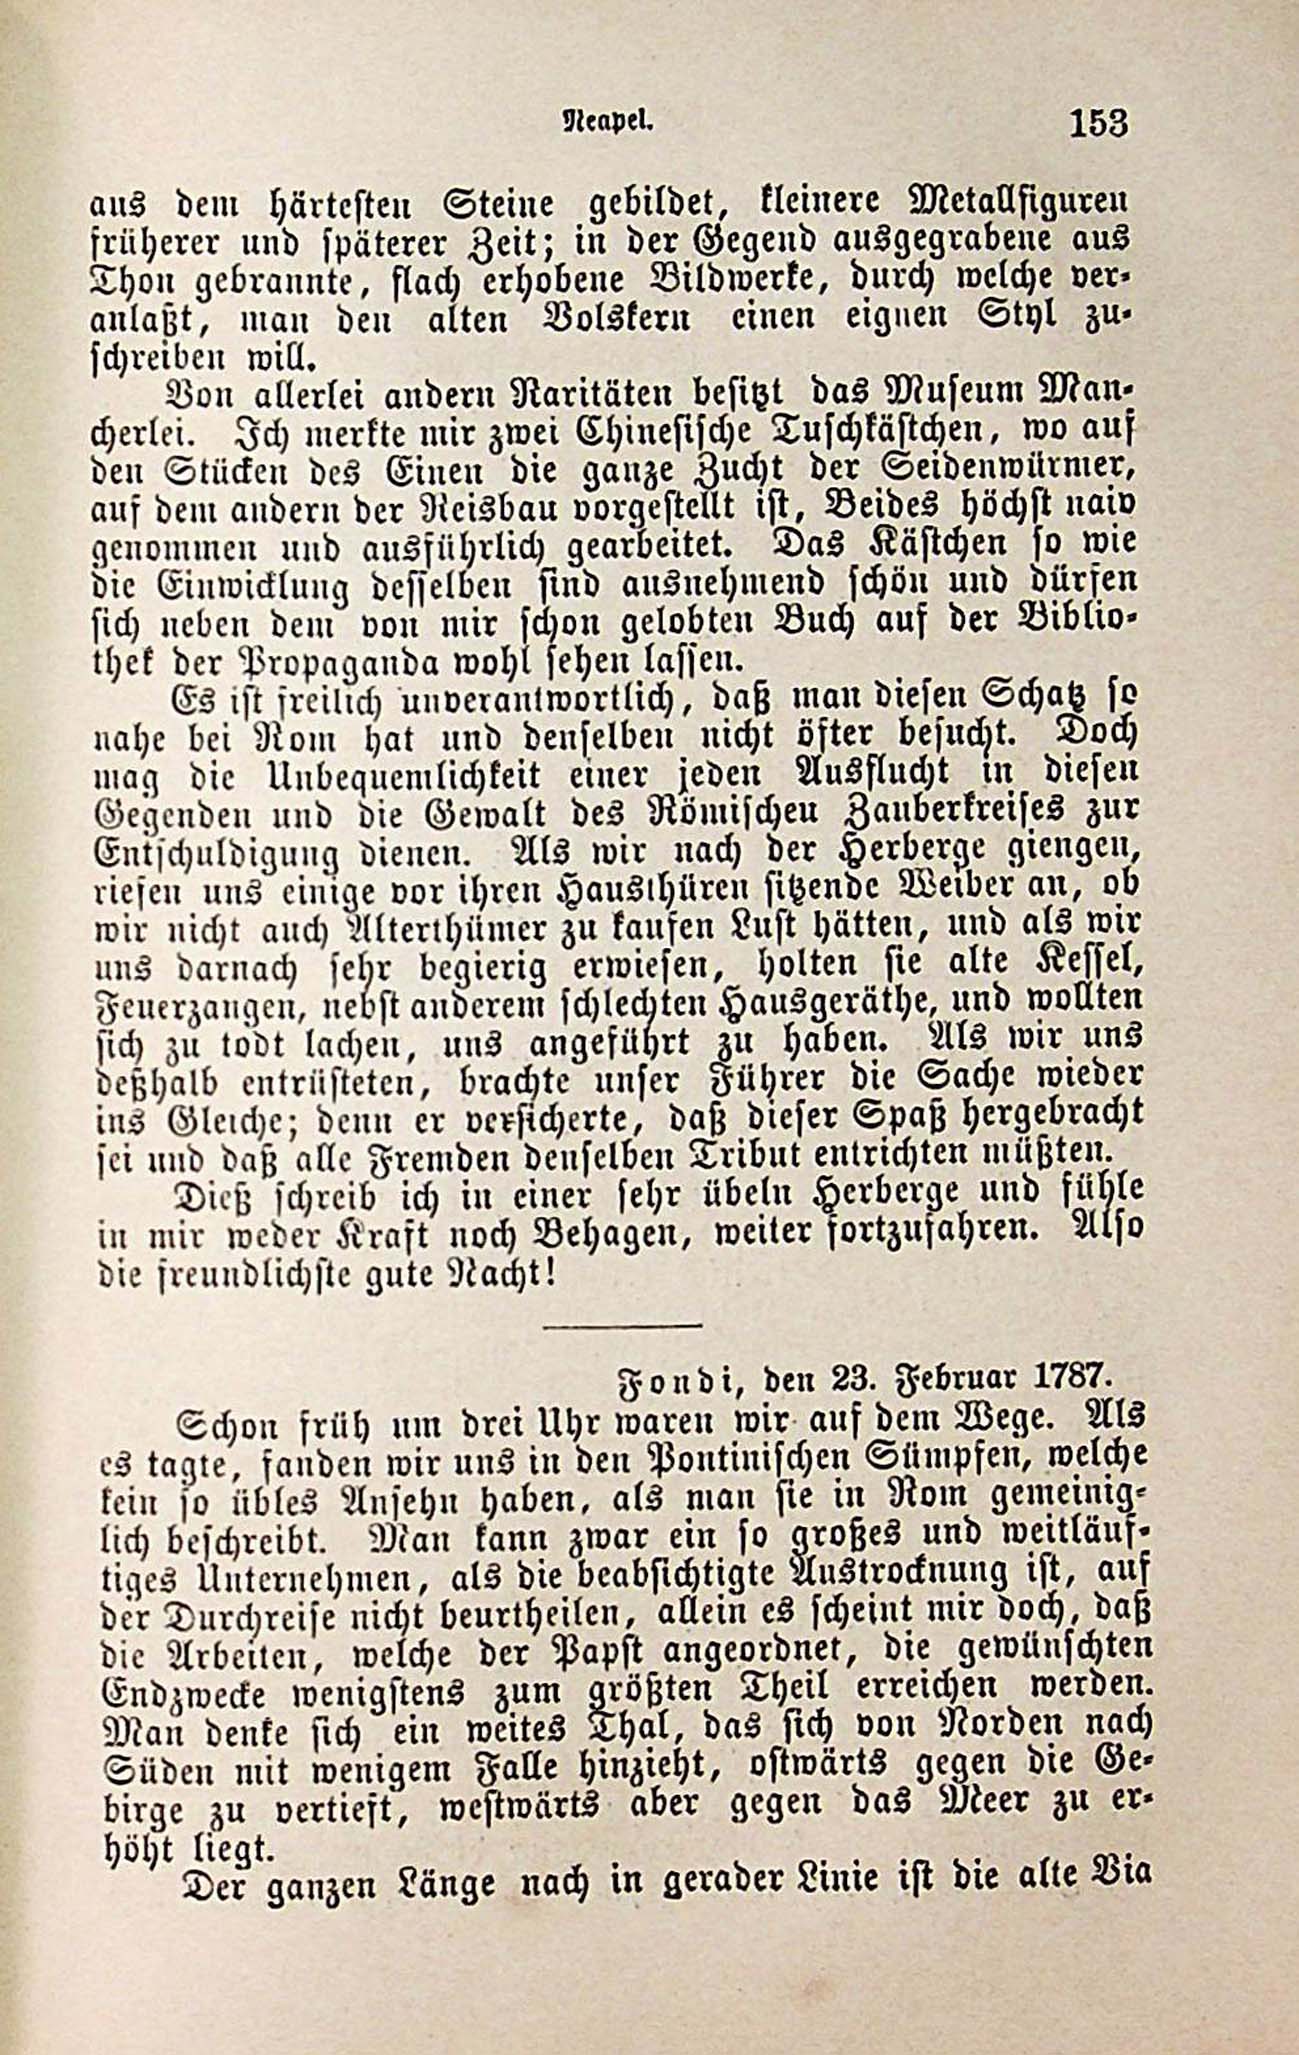 Neapel. 153
aus dem härtesten Steine gebildet, kleinere Metallfiguren
früherer und späterer Zeit; in der Gegend ausgegrabene aus
Thon gebrannte, flach erhobene Bildwerke, durch welche ver-
anlaßt, man den alten Volskern einen eignen Styl zu-
schreiben will.
Von allerlei andern Raritäten besitzt das Museum Man-
cherlei. Ich merkte mir zwei Chinesische Tuschkästchen, wo auf
den Stücken des Einen die ganze Zucht der Seidenwürmer,
auf dem andern der Reisbau vorgestellt ist, Beides höchst naiv
genommen und ausführlich gearbeitet. Das Kästchen so wie
die Einwicklung desselben sind ausnehmend schön und dürfen
sich neben dem von mir schon gelobten Buch auf der Biblio-
thek der Propaganda wohl sehen lassen.
Es ist freilich unverantwortlich, daß man diesen Schatz so
nahe bei Rom hat und denselben nicht öfter besucht. Doch
mag die Unbequemlichkeit einer jeden Ausflucht in diesen
Gegenden und die Gewalt des Römischen Zauberkreises zur
Entschuldigung dienen. Als wir nach der Herberge giengen,
riefen uns einige vor ihren Hausthüren sitzende Weiber an, ob
wir nicht auch Alterthümer zu kaufen Lust hätten, und als wir
uns darnach sehr begierig erwiesen, holten sie alte Kessel,
Feuerzangen, nebst anderem schlechten Hausgeräthe, und wollten
sich zu todt lachen, uns angeführt zu haben. Als wir uns
deßhalb entrüsteten, brachte unser Führer die Sache wieder
ins Gleiche; denn er versicherte, daß dieser Spaß hergebracht
sei und daß alle Fremden denselben Tribut entrichten müßten.
Dieß schreib ich in einer sehr übeln Herberge und fühle
in mir weder Kraft noch Behagen, weiter fortzufahren. Also
die freundlichste gute Nacht!
Fondi, den 23. Februar 1787.
Schon früh um drei Uhr waren wir auf dem Wege. Als
es tagte, fanden wir uns in den Pontinischen Sümpfen, welche
kein so übles Ansehn haben, als man sie in Rom gemeinig-
lich beschreibt. Man kann zwar ein so großes und weitläuf-
tiges Unternehmen, als die beabsichtigte Austrocknung ist, auf
der Durchreise nicht beurtheilen, allein es scheint mir doch, daß
die Arbeiten, welche der Papst angeordnet, die gewünschten
Endzwecke wenigstens zum größten Theil erreichen werden.
Man denke sich ein weites Thal, das sich von Norden nach
Süden mit wenigem Falle hinzieht, ostwärts gegen die Ge-
birge zu vertieft, westwärts aber gegen das Meer zu er-
höht liegt.
Der ganzen Länge nach in gerader Linie ist die alte Via